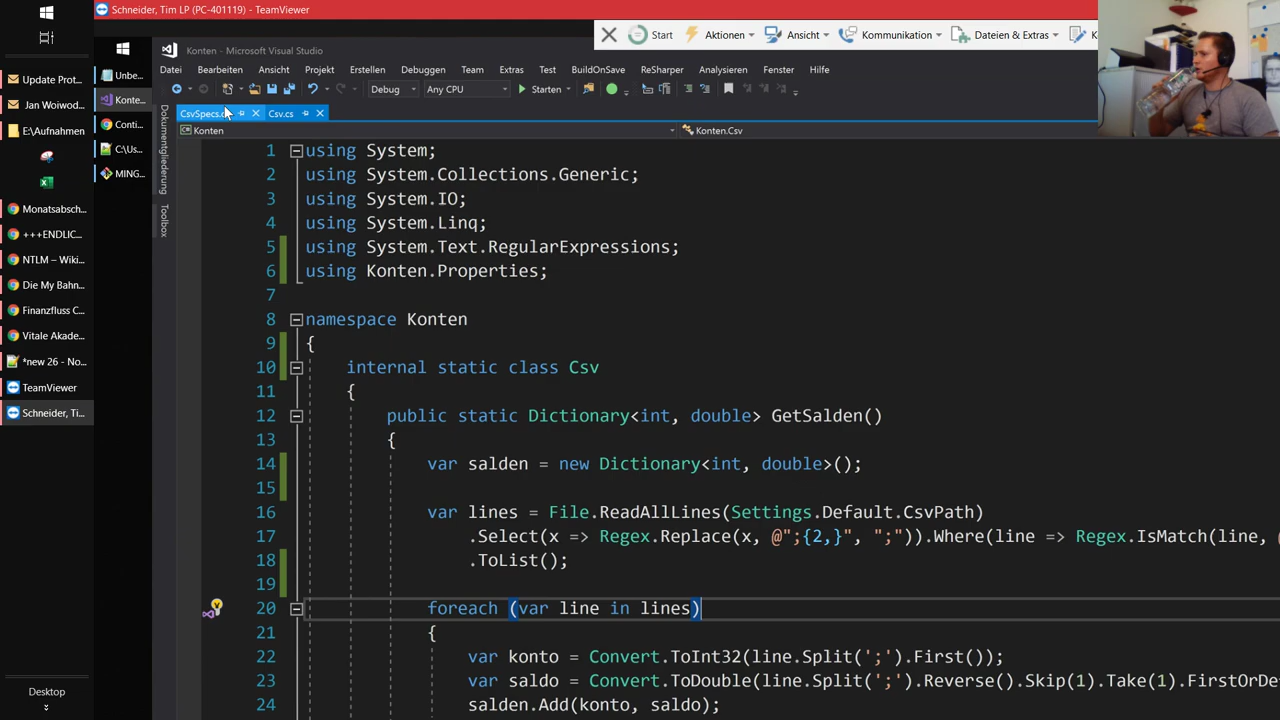 Schneider, Tim LP (PC-401119) - TeamViewer
Start Aktionen Ansicht Kommunikation Dateien & Extras
Konten - Microsoft Visual Studio
Datei Bearbeiten Ansicht Projekt Erstellen Debuggen Team Extras Test BuildOnSave ReSharper Analysieren Fenster Hilfe
Debug Any CPU Starten
CsvSpecs.c Csv.cs
Konten Konten.Csv
Update Prot...
Jan Woiwod...
E:\Aufnahmen
Monatsabsch...
+++ENDLIC...
NTLM – Wiki...
Die My Bahn...
Finanzfluss C...
Vitale Akade...
*new 26 - No...
TeamViewer
Schneider, Ti...
Desktop
Unbe...
Konte...
Conti...
C:\Us...
MING...
Dokumentgliederung
Toolbox
1 using System;
2 using System.Collections.Generic;
3 using System.IO;
4 using System.Linq;
5 using System.Text.RegularExpressions;
6 using Konten.Properties;
7
8 namespace Konten
9 {
10 internal static class Csv
11 {
12 public static Dictionary<int, double> GetSalden()
13 {
14 var salden = new Dictionary<int, double>();
15
16 var lines = File.ReadAllLines(Settings.Default.CsvPath)
17 .Select(x => Regex.Replace(x, @";{2,}", ";")).Where(line => Regex.IsMatch(line, @
18 .ToList();
19
20 foreach (var line in lines)
21 {
22 var konto = Convert.ToInt32(line.Split(';').First());
23 var saldo = Convert.ToDouble(line.Split(';').Reverse().Skip(1).Take(1).FirstOrDe
24 salden.Add(konto, saldo);